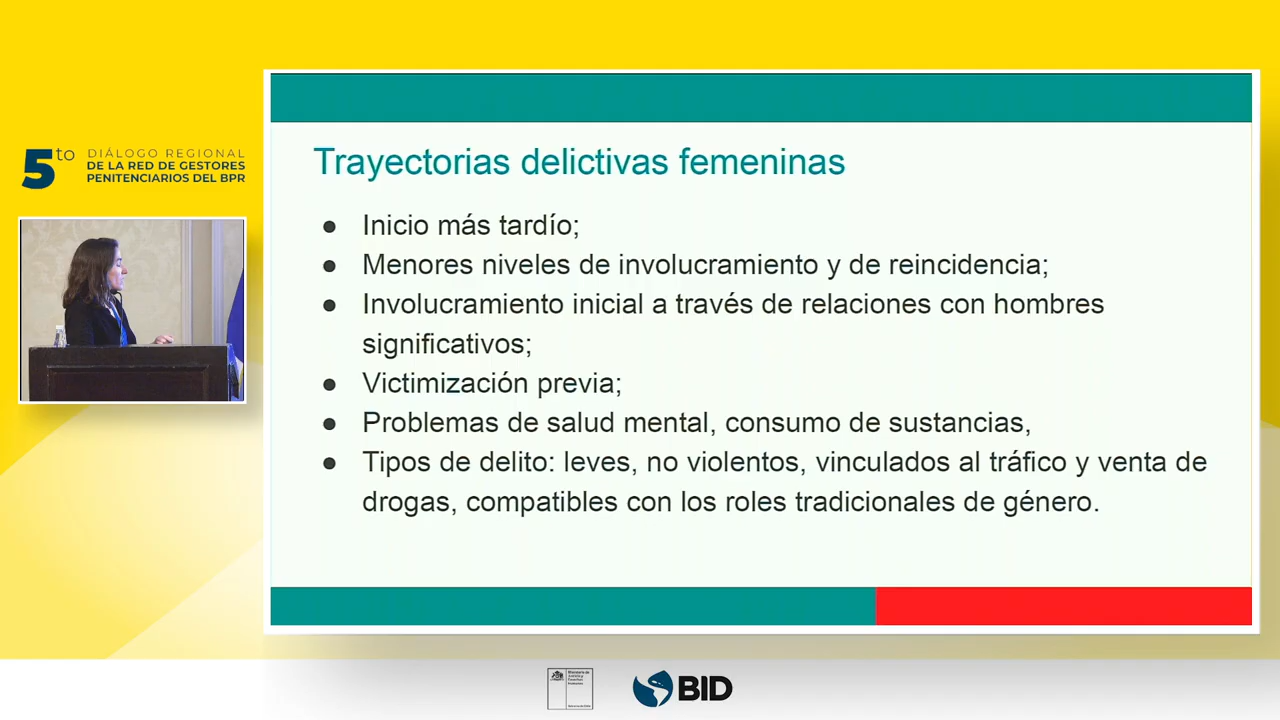 5to
DIÁLOGO REGIONAL
DE LA RED DE GESTORES
PENITENCIARIOS DEL BPR
Trayectorias delictivas femeninas
● Inicio más tardío;
● Menores niveles de involucramiento y de reincidencia;
● Involucramiento inicial a través de relaciones con hombres
significativos;
● Victimización previa;
● Problemas de salud mental, consumo de sustancias,
● Tipos de delito: leves, no violentos, vinculados al tráfico y venta de
drogas, compatibles con los roles tradicionales de género.
BID